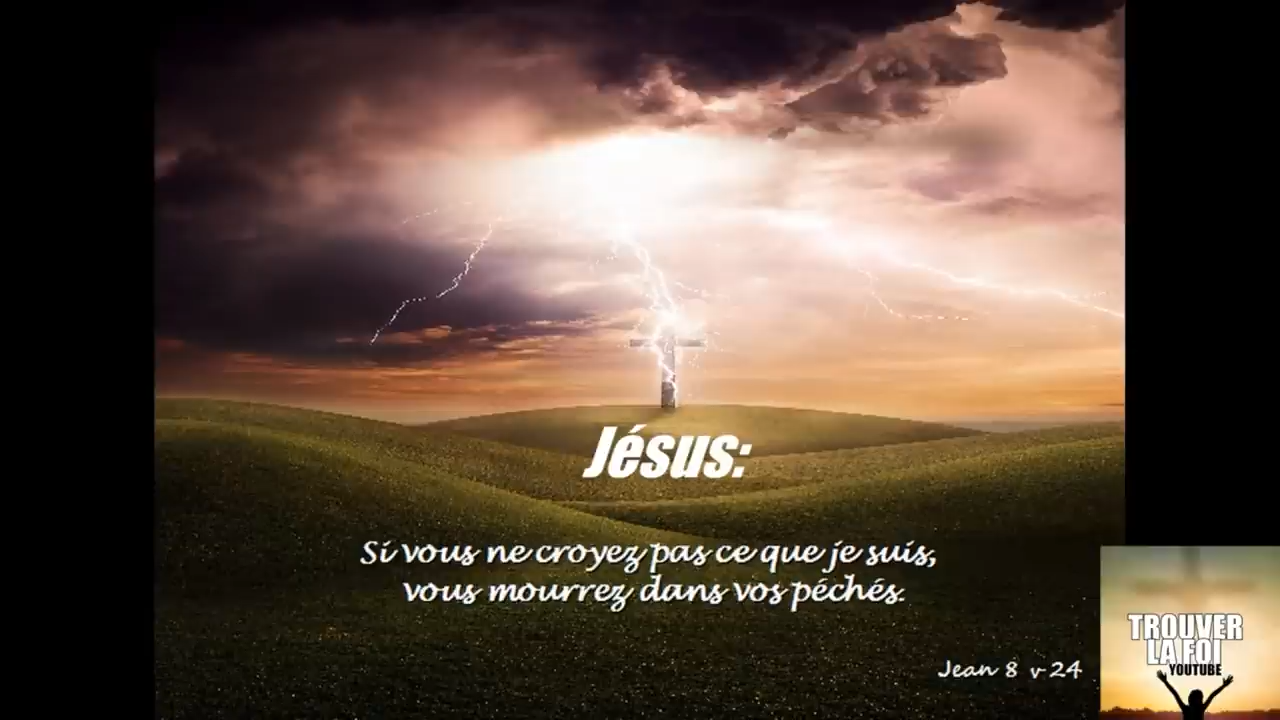 Jésus:
Si vous ne croyez pas ce que je suis,
vous mourrez dans vos péchés.
Jean 8 v 24
TROUVER
LA FOI
YOUTUBE